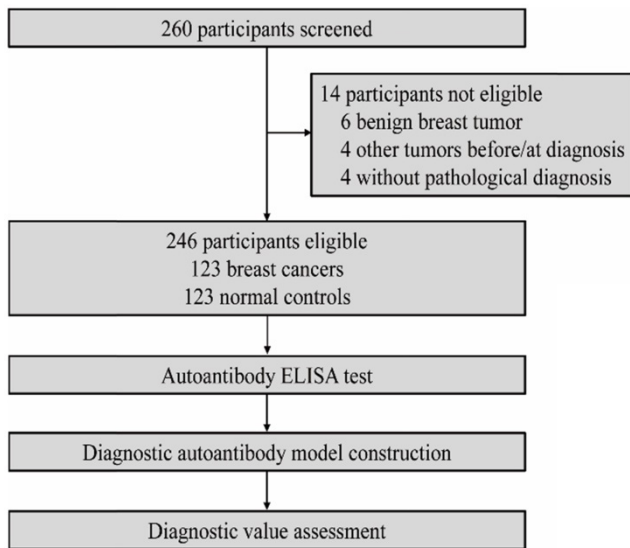 260 participants screened
14 participants not eligible
6 benign breast tumor
4 other tumors before/at diagnosis
4 without pathological diagnosis
246 participants eligible
123 breast cancers
123 normal controls
Autoantibody ELISA test
Diagnostic autoantibody model construction
Diagnostic value assessment